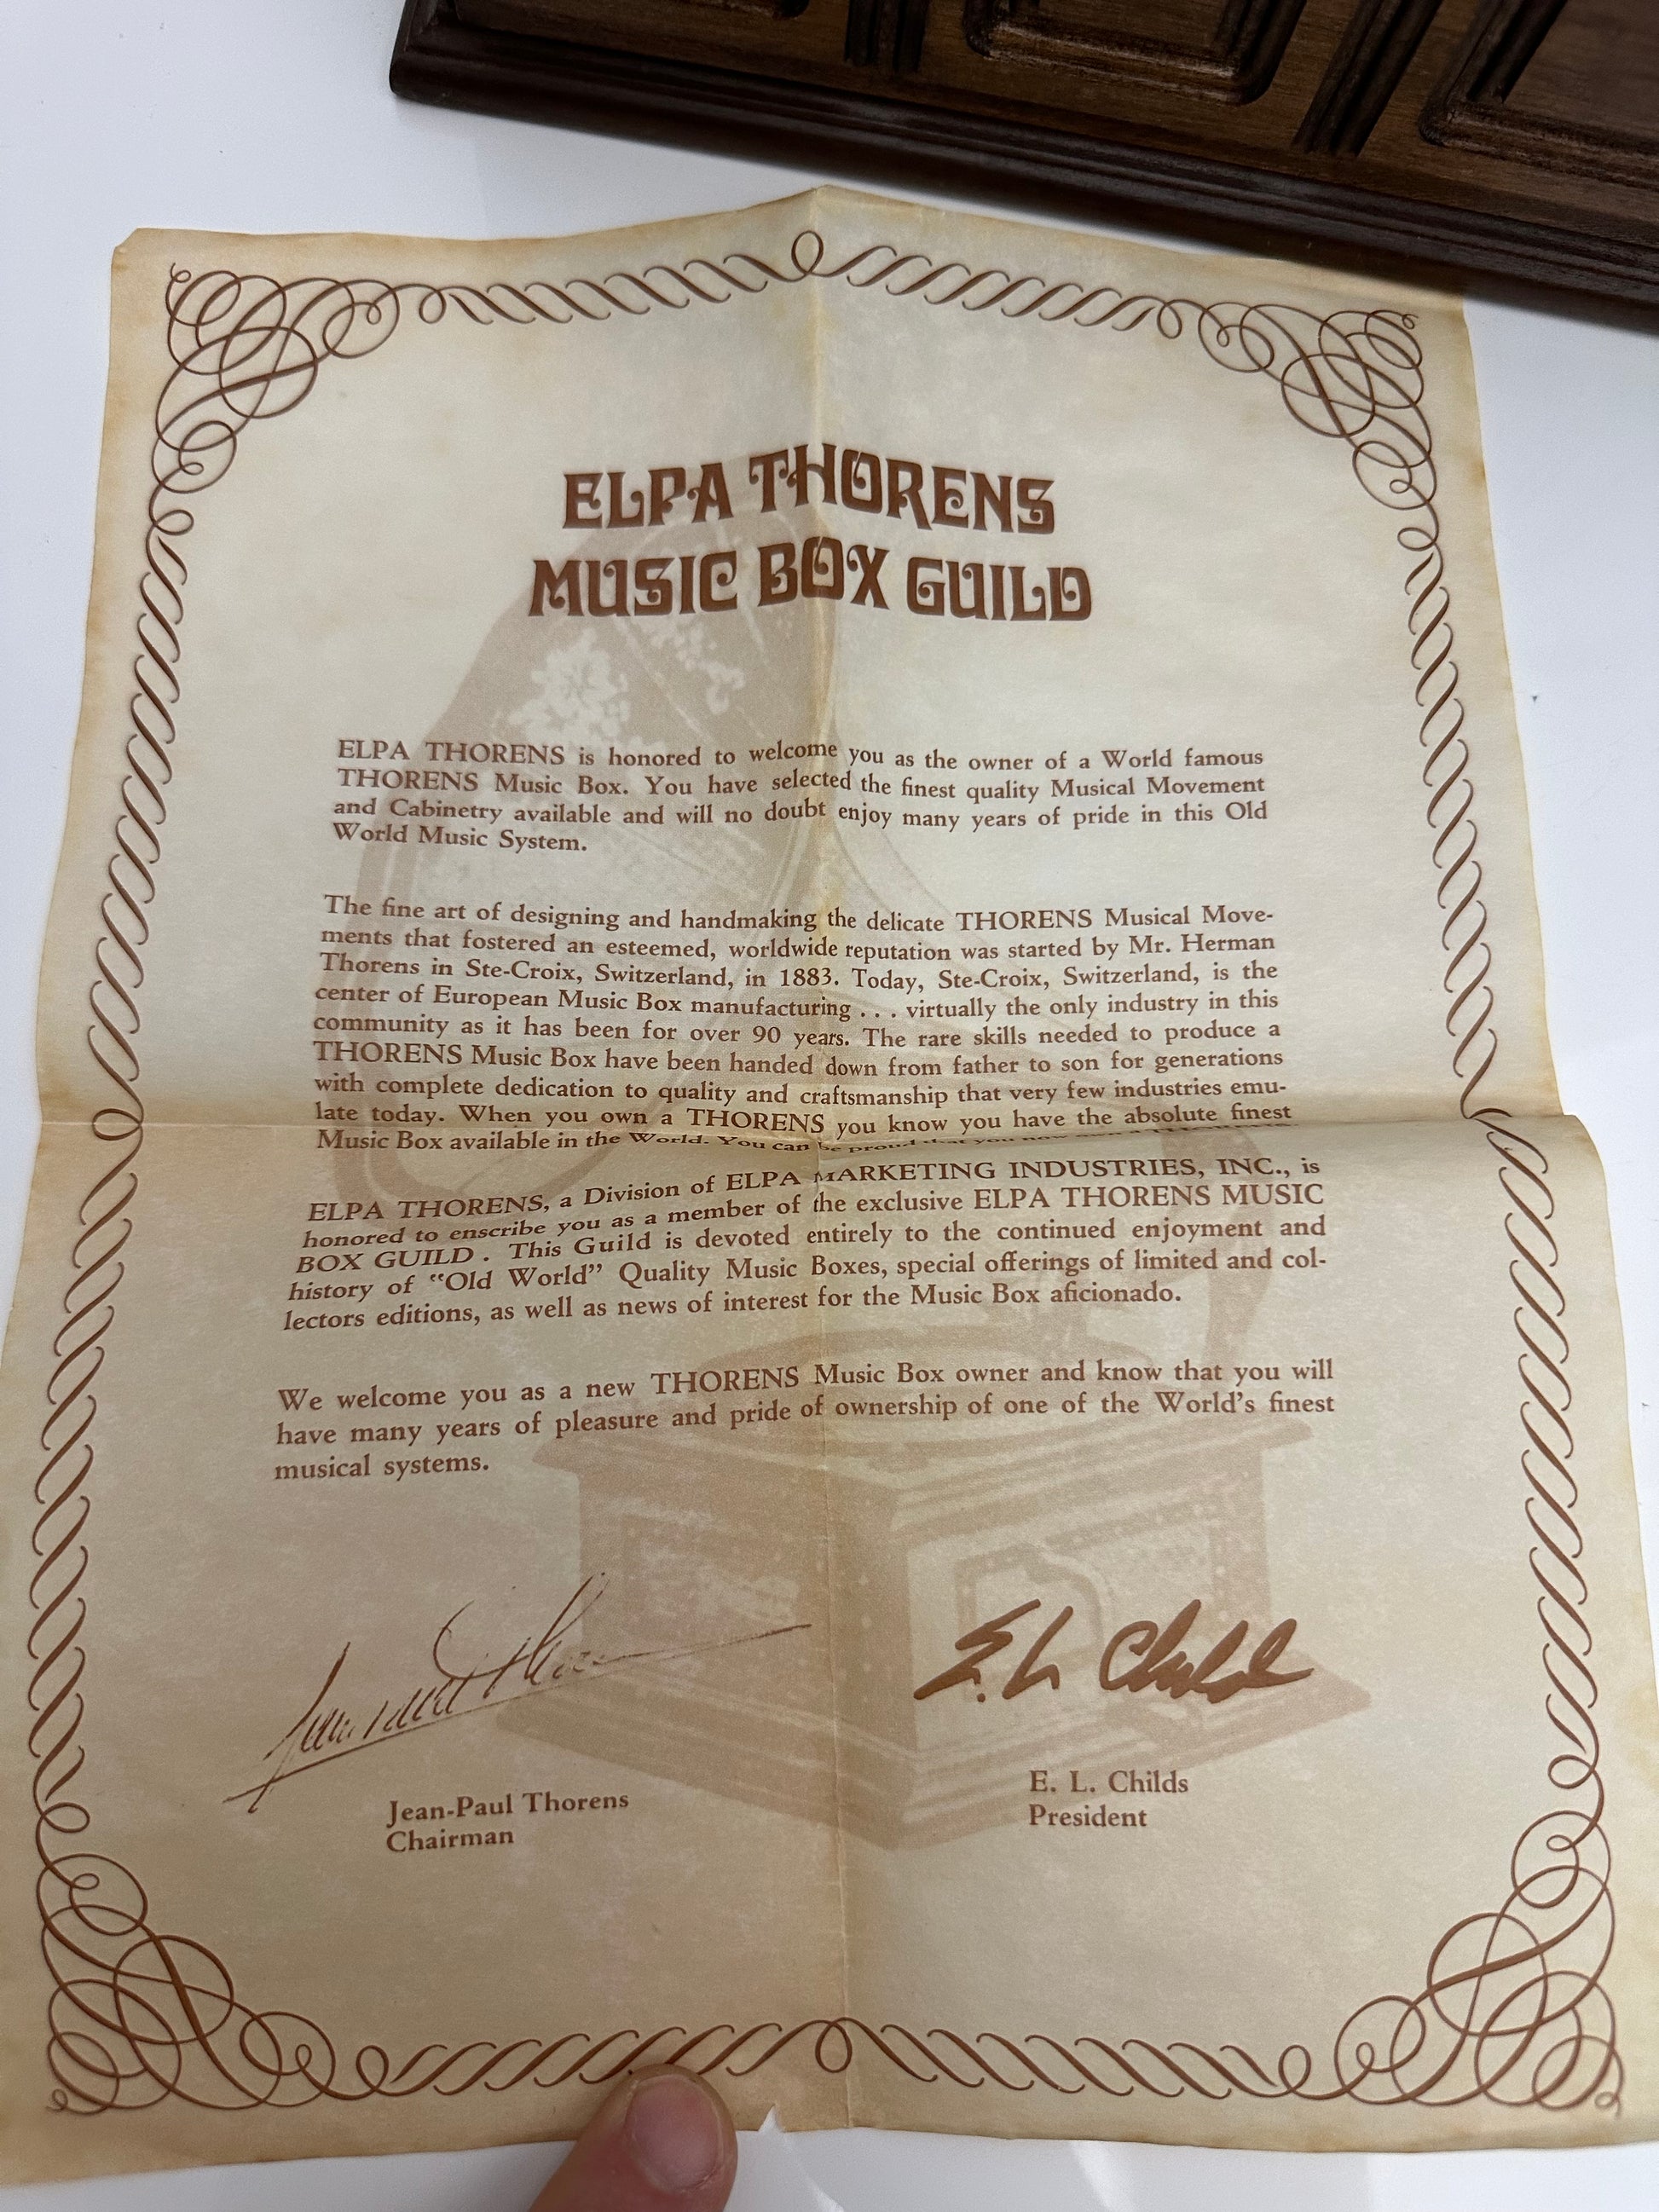 ELPA THORENS
MUSIC BOX GUILD
ELPA THORENS is honored to welcome you as the owner of a World famous
THORENS Music Box. You have selected the finest quality Musical Movement
and Cabinetry available and will no doubt enjoy many years of pride in this Old
World Music System.
The fine art of designing and handmaking the delicate THORENS Musical Move-
ments that fostered an esteemed, worldwide reputation was started by Mr. Herman
Thorens in Ste-Croix, Switzerland, in 1883. Today, Ste-Croix, Switzerland, is the
center of European Music Box manufacturing . . . virtually the only industry in this
community as it has been for over 90 years. The rare skills needed to produce a
THORENS Music Box have been handed down from father to son for generations
with complete dedication to quality and craftsmanship that very few industries emu-
late today. When you own a THORENS you know you have the absolute finest
Music Box available in the World. You can be proud that you now own a
ELPA THORENS, a Division of ELPA MARKETING INDUSTRIES, INC., is
honored to enscribe you as a member of the exclusive ELPA THORENS MUSIC
BOX GUILD . This Guild is devoted entirely to the continued enjoyment and
history of "Old World" Quality Music Boxes, special offerings of limited and col-
lectors editions, as well as news of interest for the Music Box aficionado.
We welcome you as a new THORENS Music Box owner and know that you will
have many years of pleasure and pride of ownership of one of the World's finest
musical systems.
E. L. Childs
Jean-Paul Thorens
Chairman
E. L. Childs
President